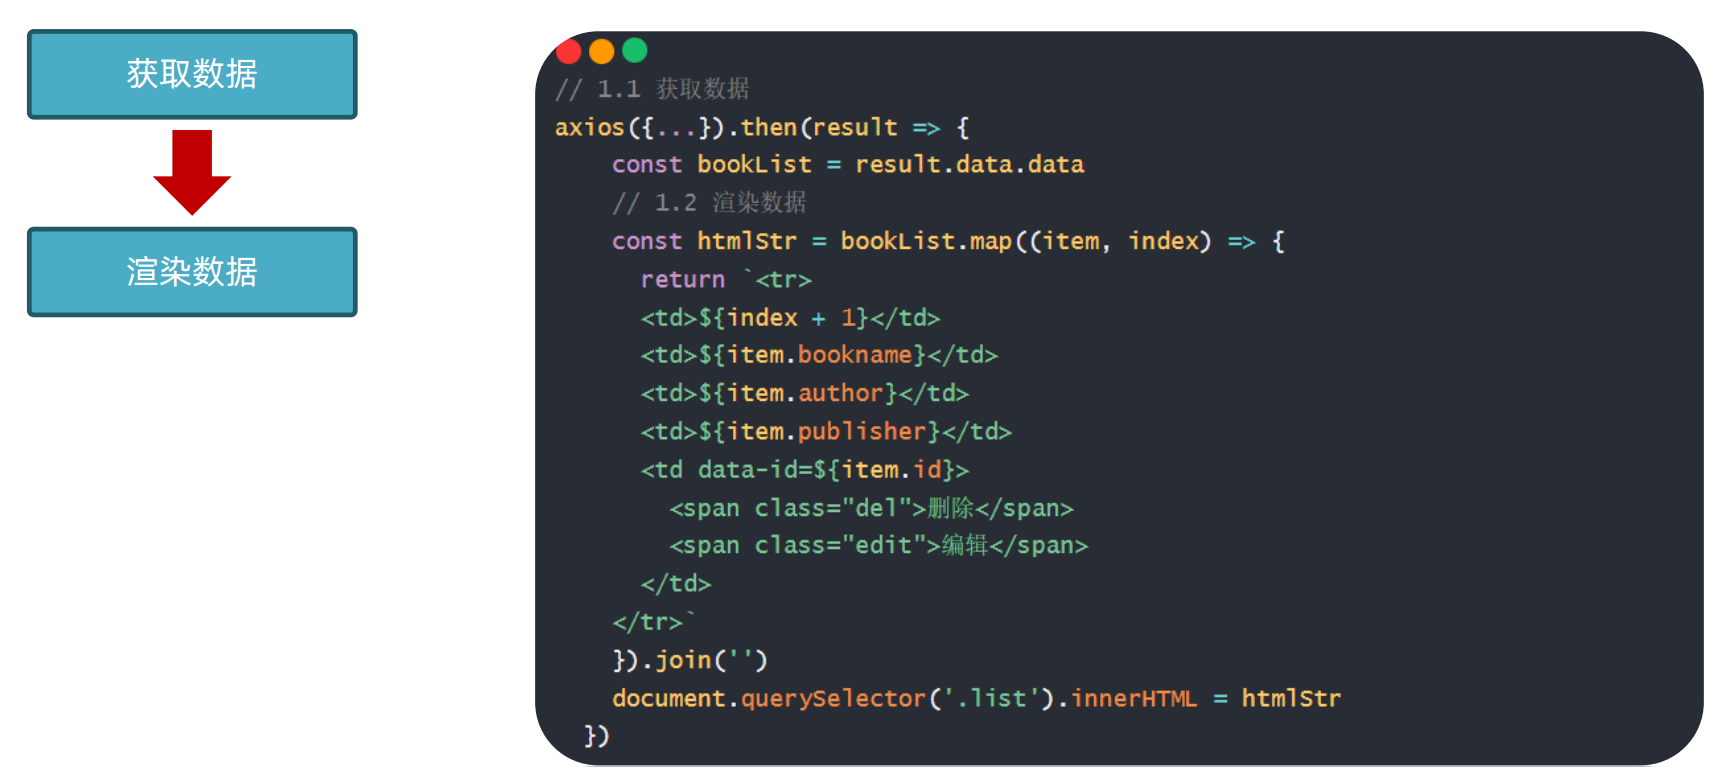 获取数据
渲染数据
// 1.1 获取数据
axios({...}).then(result => {
    const bookList = result.data.data
    // 1.2 渲染数据
    const htmlStr = bookList.map((item, index) => {
      return `<tr>
      <td>${index + 1}</td>
      <td>${item.bookname}</td>
      <td>${item.author}</td>
      <td>${item.publisher}</td>
      <td data-id=${item.id}>
        <span class="del">删除</span>
        <span class="edit">编辑</span>
      </td>
    </tr>`
    }).join('')
    document.querySelector('.list').innerHTML = htmlStr
  })